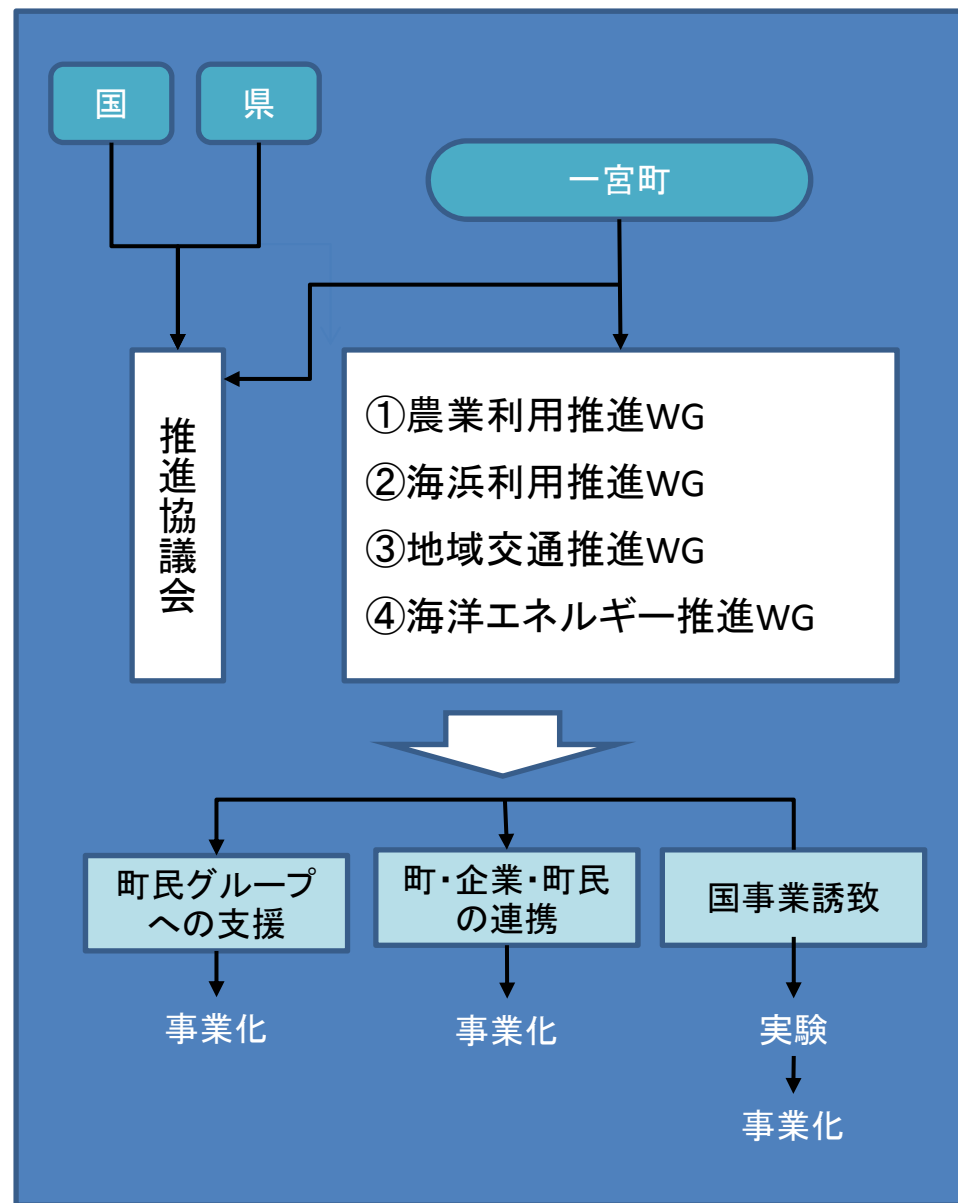 国
県
一宮町
推進協議会
①農業利用推進WG
②海浜利用推進WG
③地域交通推進WG
④海洋エネルギー推進WG
町民グループ
への支援
町・企業・町民
の連携
国事業誘致
事業化
事業化
実験
事業化